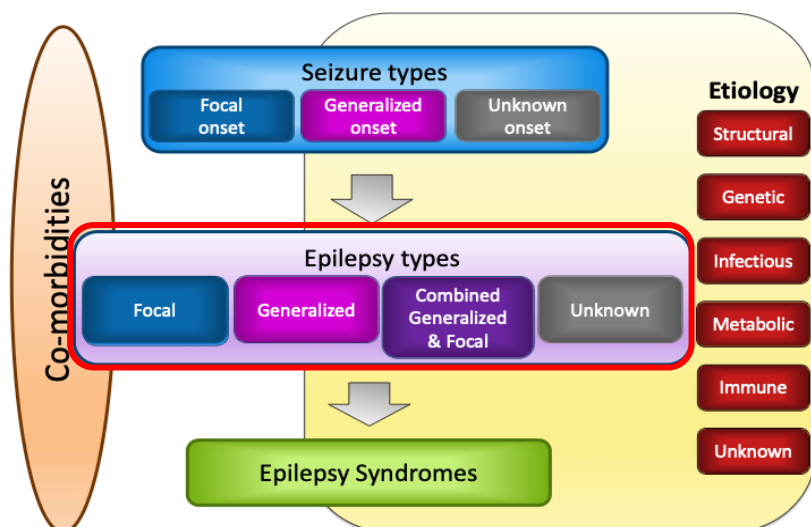 Co-morbidities
Seizure types
Focal
onset
Generalized
onset
Unknown
onset
Epilepsy types
Focal
Generalized
Combined
Generalized
& Focal
Unknown
Epilepsy Syndromes
Etiology
Structural
Genetic
Infectious
Metabolic
Immune
Unknown